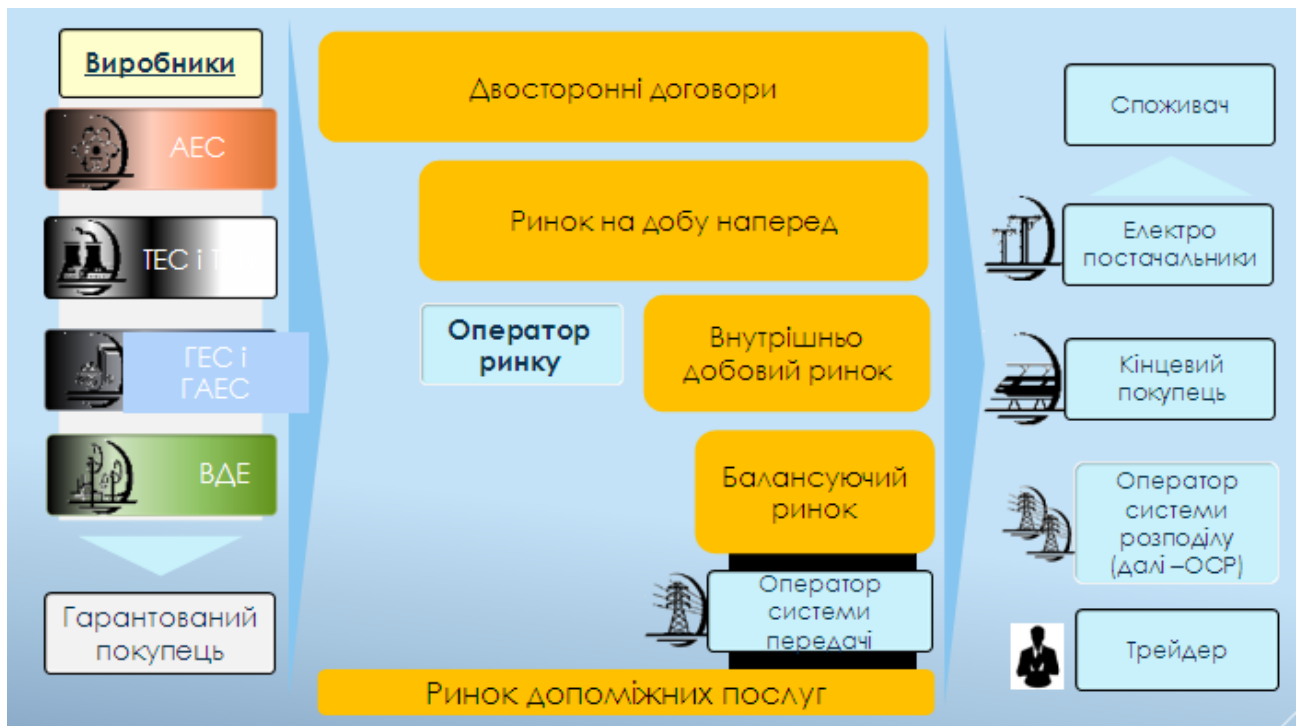 Виробники
АЕС
ТЕС і
ГЕС і
ГАЕС
ВДЕ
Гарантований
покупець
Двосторонні договори
Ринок на добу наперед
Оператор
ринку
Внутрішньо
добовий ринок
Балансуючий
ринок
Оператор
системи
передачі
Ринок допоміжних послуг
Споживач
Електро
постачальники
Кінцевий
покупець
Оператор
системи
розподілу
(далі –ОСР)
Трейдер